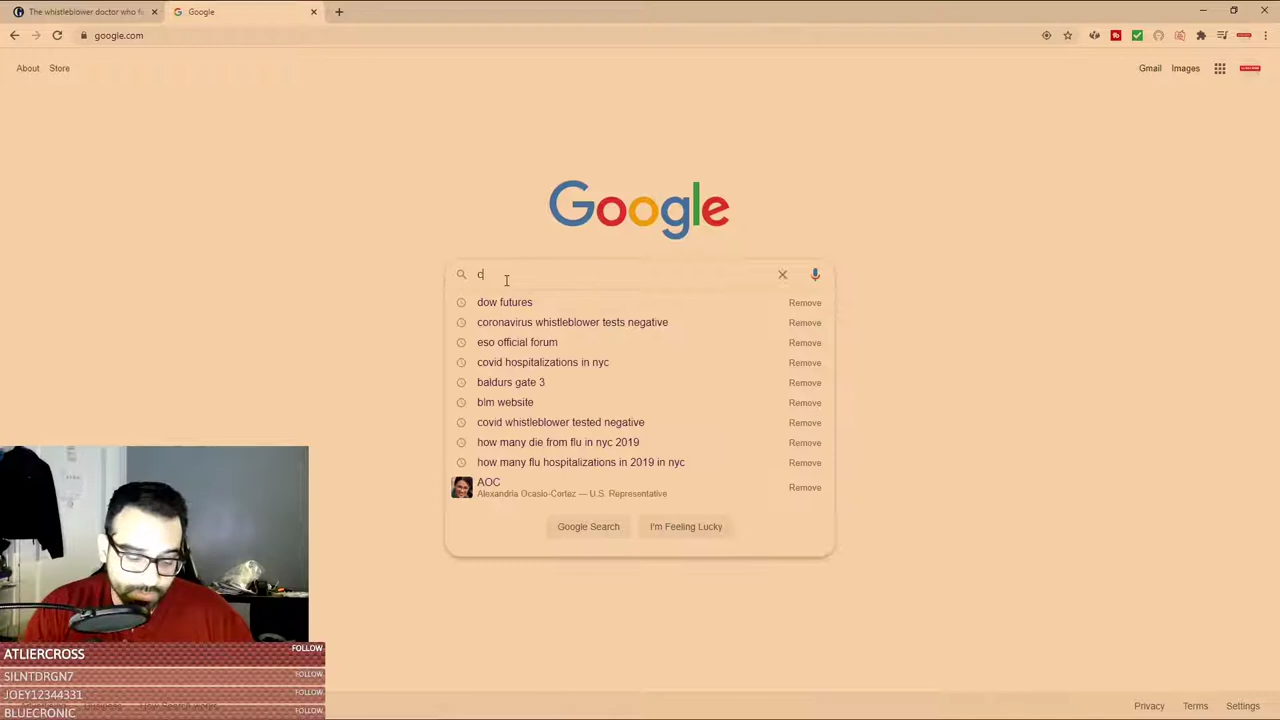 The whistleblower doctor who f
Google
google.com
About
Store
Gmail
Images
Google
c
dow futures
Remove
coronavirus whistleblower tests negative
Remove
eso official forum
Remove
covid hospitalizations in nyc
Remove
baldurs gate 3
Remove
blm website
Remove
covid whistleblower tested negative
Remove
how many die from flu in nyc 2019
Remove
how many flu hospitalizations in 2019 in nyc
Remove
AOC
Alexandria Ocasio-Cortez — U.S. Representative
Remove
Google Search
I'm Feeling Lucky
ATLIERCROSS
FOLLOW
SILNTDRGN7
FOLLOW
JOEY12344331
FOLLOW
BLUECRONIC
FOLLOW
Privacy
Terms
Settings